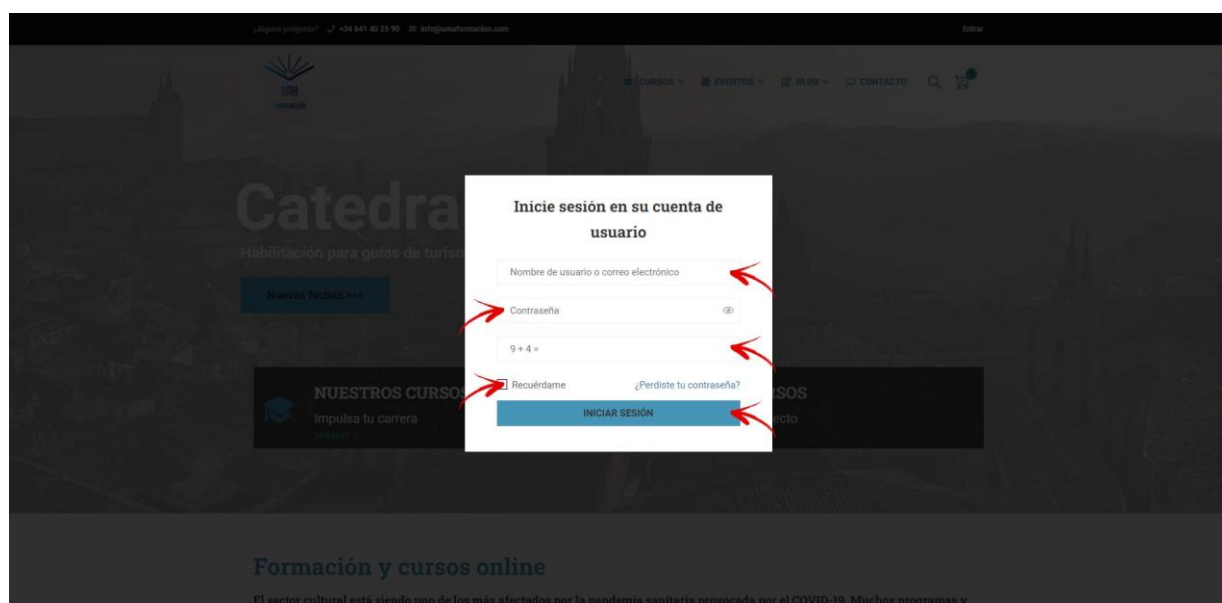 ¿Alguna pregunta? +34 641 40 25 90 info@umaformacion.com Entrar
UMA
FORMACIÓN
CURSOS EVENTOS BLOG CONTACTO
Catedra
Habilitación para guías de turism
Nuevas fechas >>>
Inicie sesión en su cuenta de
usuario
Nombre de usuario o correo electrónico
Contraseña
9 + 4 =
Recuérdame ¿Perdiste tu contraseña?
INICIAR SESIÓN
NUESTROS CURSOS
Impulsa tu carrera
Formación y cursos online
El sector cultural está siendo uno de los más afectados por la pandemia sanitaria provocada por el COVID-19. Muchos programas y